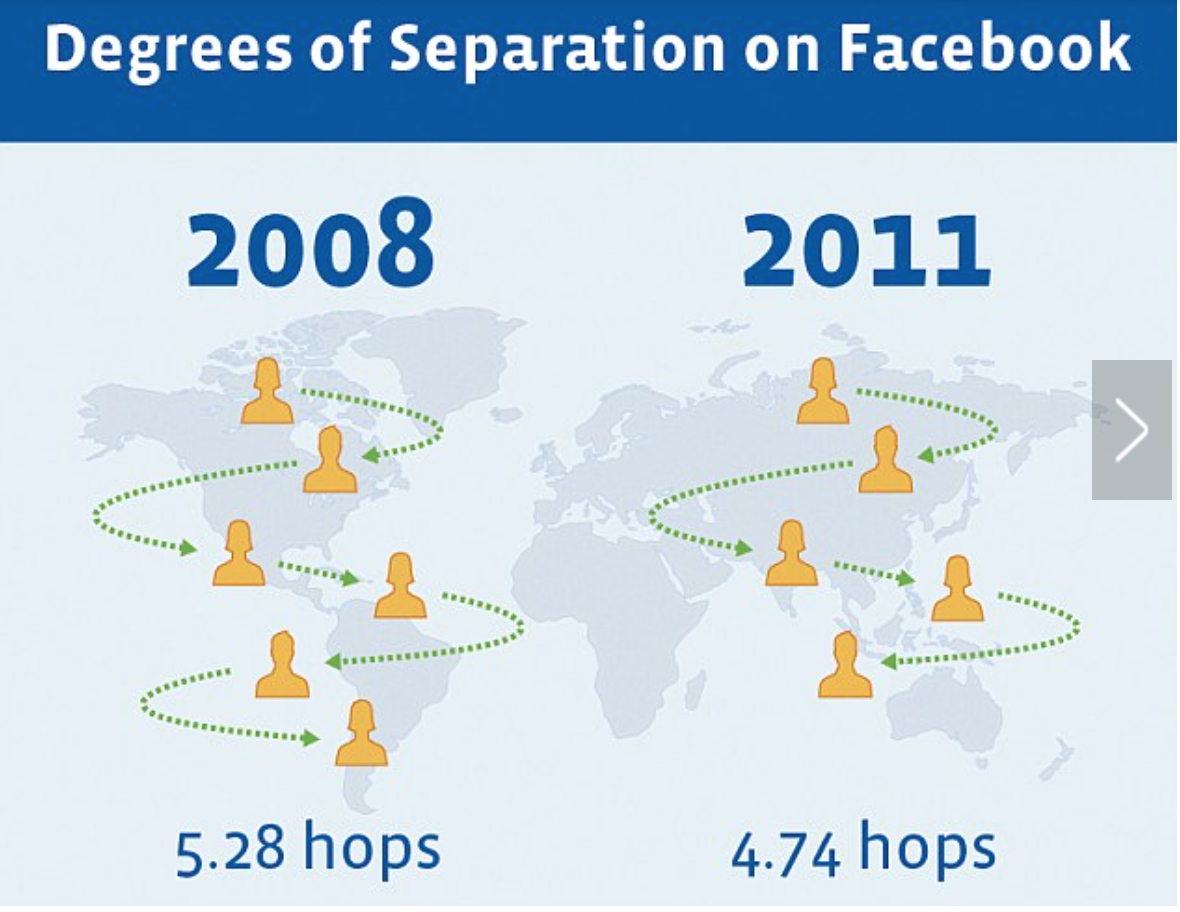 Degrees of Separation on Facebook
2008
2011
5.28 hops
4.74 hops